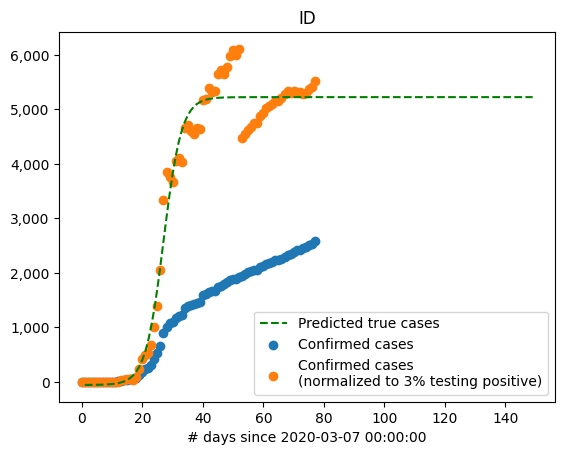 ID
6,000
5,000
4,000
3,000
2,000
1,000
0
Predicted true cases
Confirmed cases
Confirmed cases
(normalized to 3% testing positive)
0 20 40 60 80 100 120 140
# days since 2020-03-07 00:00:00